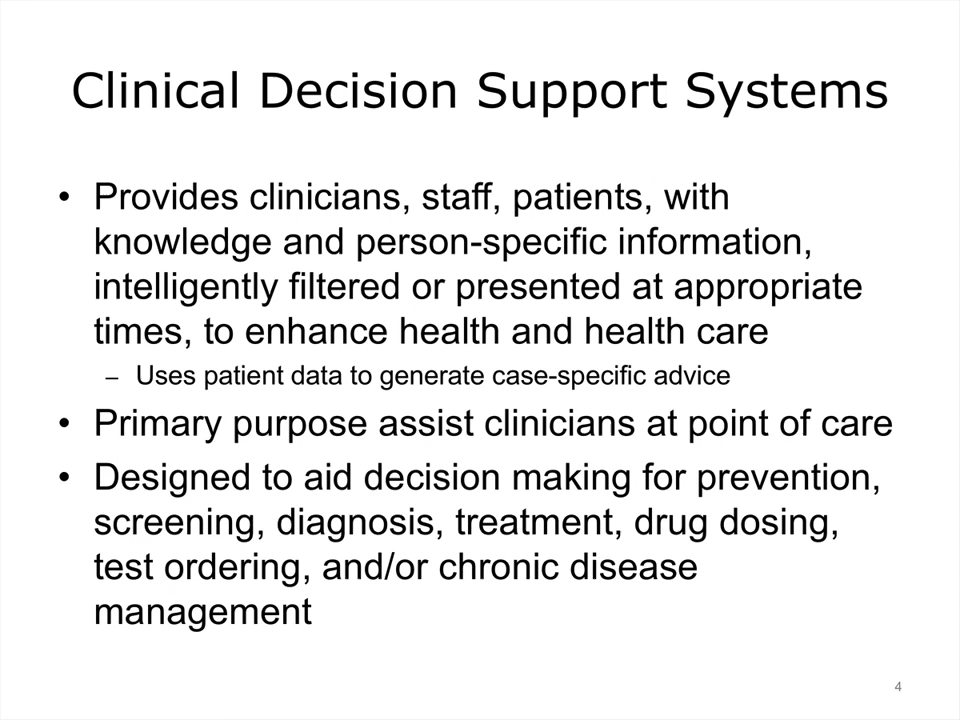 Clinical Decision Support Systems
• Provides clinicians, staff, patients, with
knowledge and person-specific information,
intelligently filtered or presented at appropriate
times, to enhance health and health care
– Uses patient data to generate case-specific advice
• Primary purpose assist clinicians at point of care
• Designed to aid decision making for prevention,
screening, diagnosis, treatment, drug dosing,
test ordering, and/or chronic disease
management
4